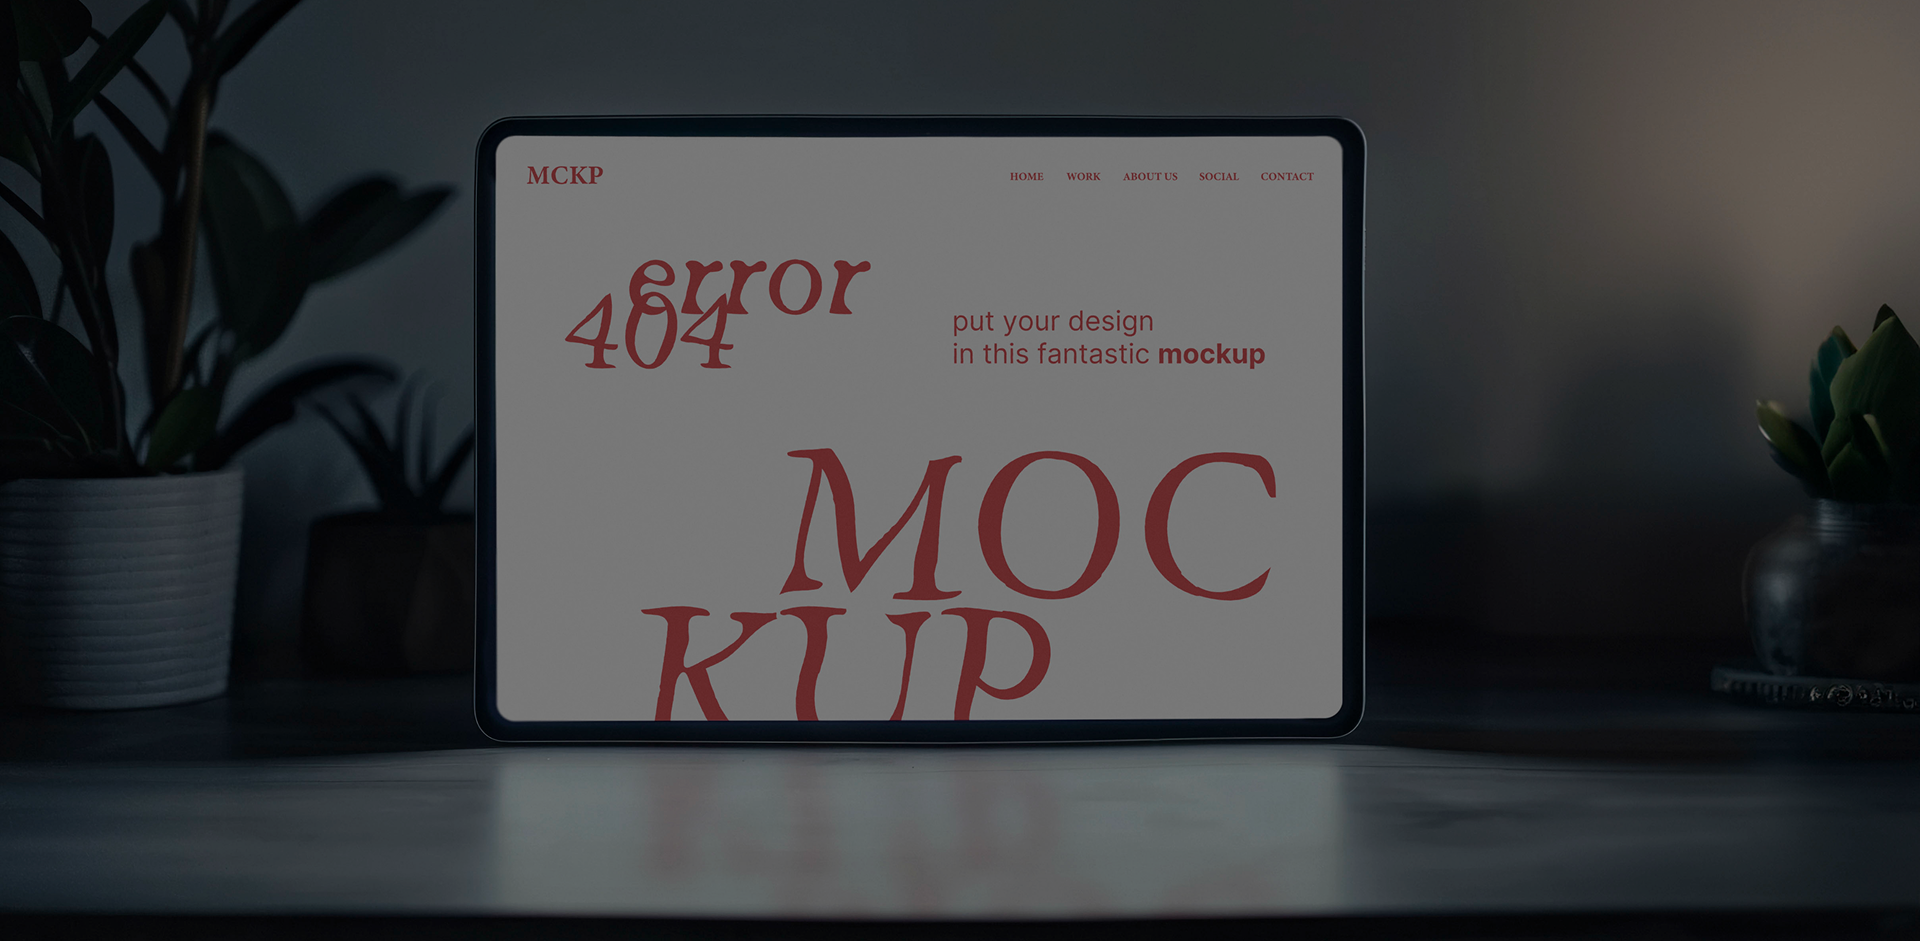 MCKP
HOME WORK ABOUT US SOCIAL CONTACT
error
404
put your design
in this fantastic mockup
MOC
KUP